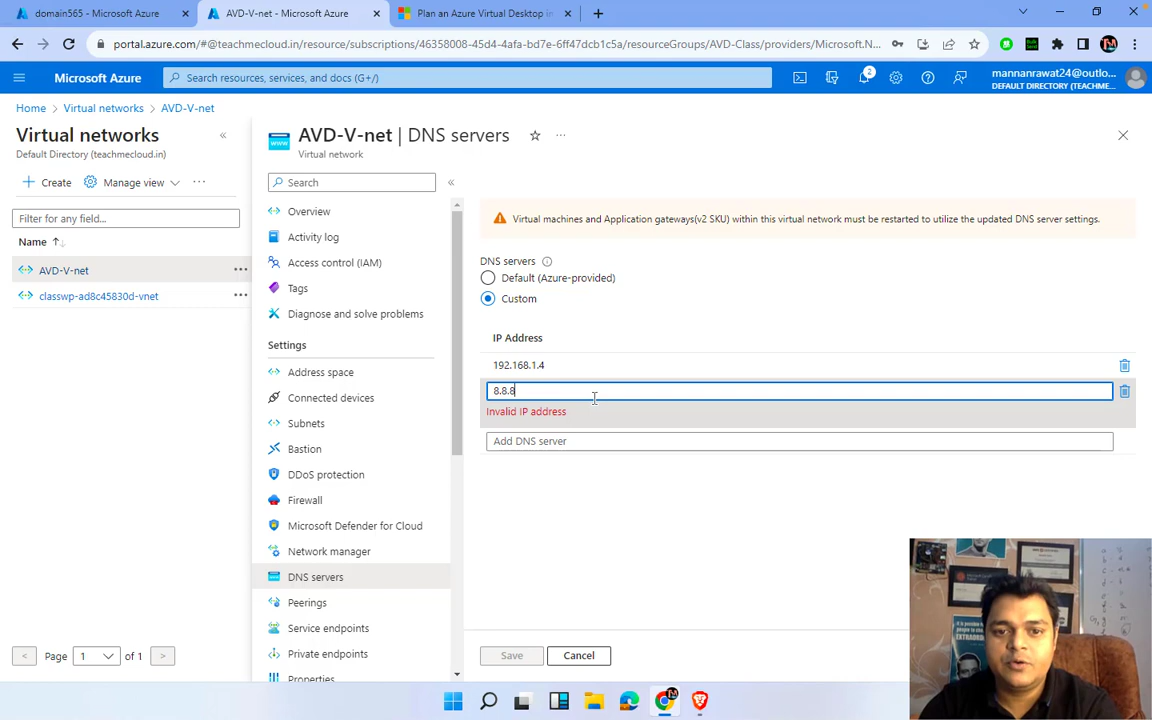 domain565 - Microsoft Azure
AVD-V-net - Microsoft Azure
Plan an Azure Virtual Desktop in
portal.azure.com/#@teachmecloud.in/resource/subscriptions/46358008-45d4-4afa-bd7e-6ff47dcb1c5a/resourceGroups/AVD-Class/providers/Microsoft.N...
Microsoft Azure
Search resources, services, and docs (G+/)
2
mannanrawat24@outlo...
DEFAULT DIRECTORY (TEACHME...
Home > Virtual networks > AVD-V-net
Virtual networks
Default Directory (teachmecloud.in)
Create
Manage view
Filter for any field...
Name
AVD-V-net
classwp-ad8c45830d-vnet
Page 1 of 1
AVD-V-net | DNS servers
Virtual network
Search
Overview
Activity log
Access control (IAM)
Tags
Diagnose and solve problems
Settings
Address space
Connected devices
Subnets
Bastion
DDoS protection
Firewall
Microsoft Defender for Cloud
Network manager
DNS servers
Peerings
Service endpoints
Private endpoints
Properties
Virtual machines and Application gateways(v2 SKU) within this virtual network must be restarted to utilize the updated DNS server settings.
DNS servers
Default (Azure-provided)
Custom
IP Address
192.168.1.4
8.8.8
Invalid IP address
Add DNS server
Save
Cancel